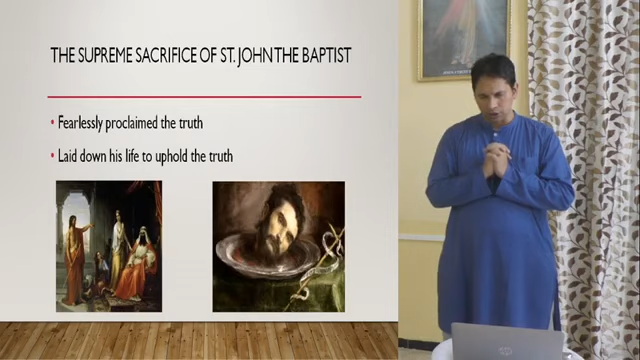 THE SUPREME SACRIFICE OF ST. JOHN THE BAPTIST
• Fearlessly proclaimed the truth
• Laid down his life to uphold the truth